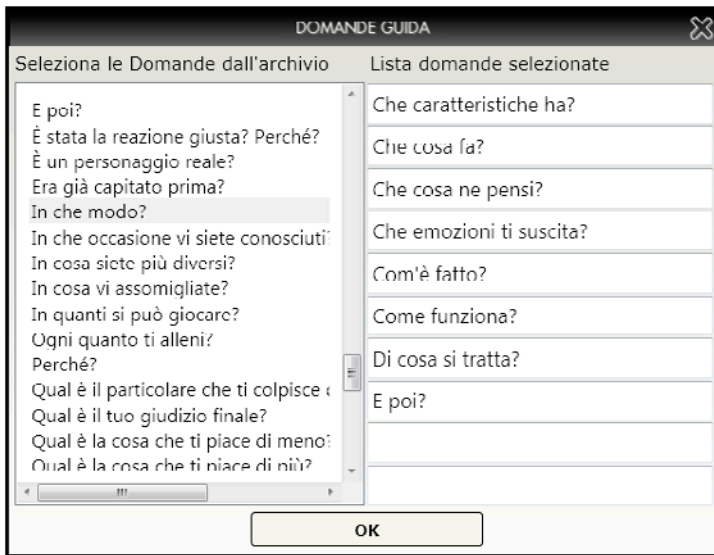 DOMANDE GUIDA
Seleziona le Domande dall'archivio
E poi?
È stata la reazione giusta? Perché?
È un personaggio reale?
Era già capitato prima?
In che modo?
In che occasione vi siete conosciuti?
In cosa siete più diversi?
In cosa vi assomigliate?
In quanti si può giocare?
Ogni quanto ti alleni?
Perché?
Qual è il particolare che ti colpisce
Qual è il tuo giudizio finale?
Qual è la cosa che ti piace di meno?
Qual è la cosa che ti piace di più?
Lista domande selezionate
Che caratteristiche ha?
Che cosa fa?
Che cosa ne pensi?
Che emozioni ti suscita?
Com'è fatto?
Come funziona?
Di cosa si tratta?
E poi?
OK